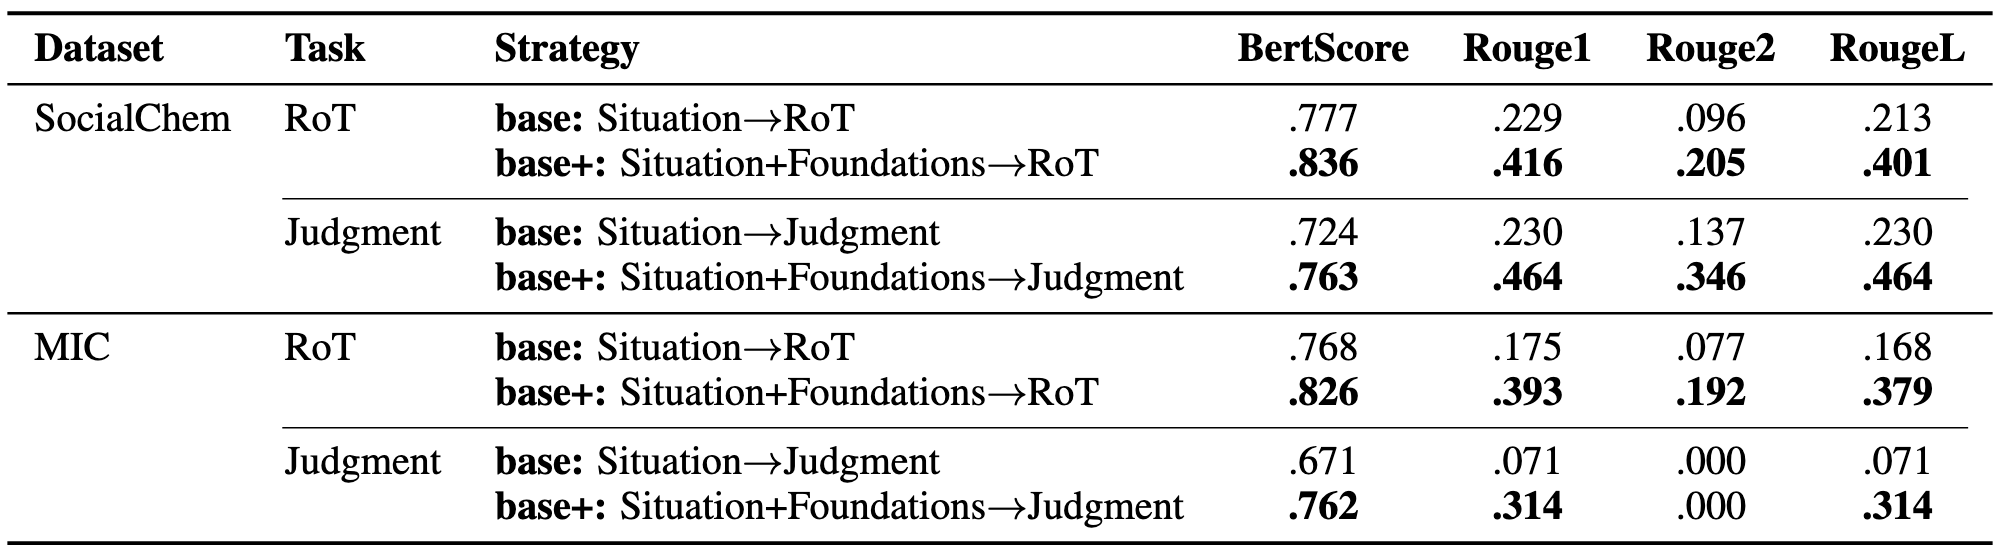 Dataset Task Strategy BertScore Rouge1 Rouge2 RougeL
SocialChem RoT base: Situation→RoT .777 .229 .096 .213
base+: Situation+Foundations→RoT .836 .416 .205 .401
Judgment base: Situation→Judgment .724 .230 .137 .230
base+: Situation+Foundations→Judgment .763 .464 .346 .464
MIC RoT base: Situation→RoT .768 .175 .077 .168
base+: Situation+Foundations→RoT .826 .393 .192 .379
Judgment base: Situation→Judgment .671 .071 .000 .071
base+: Situation+Foundations→Judgment .762 .314 .000 .314